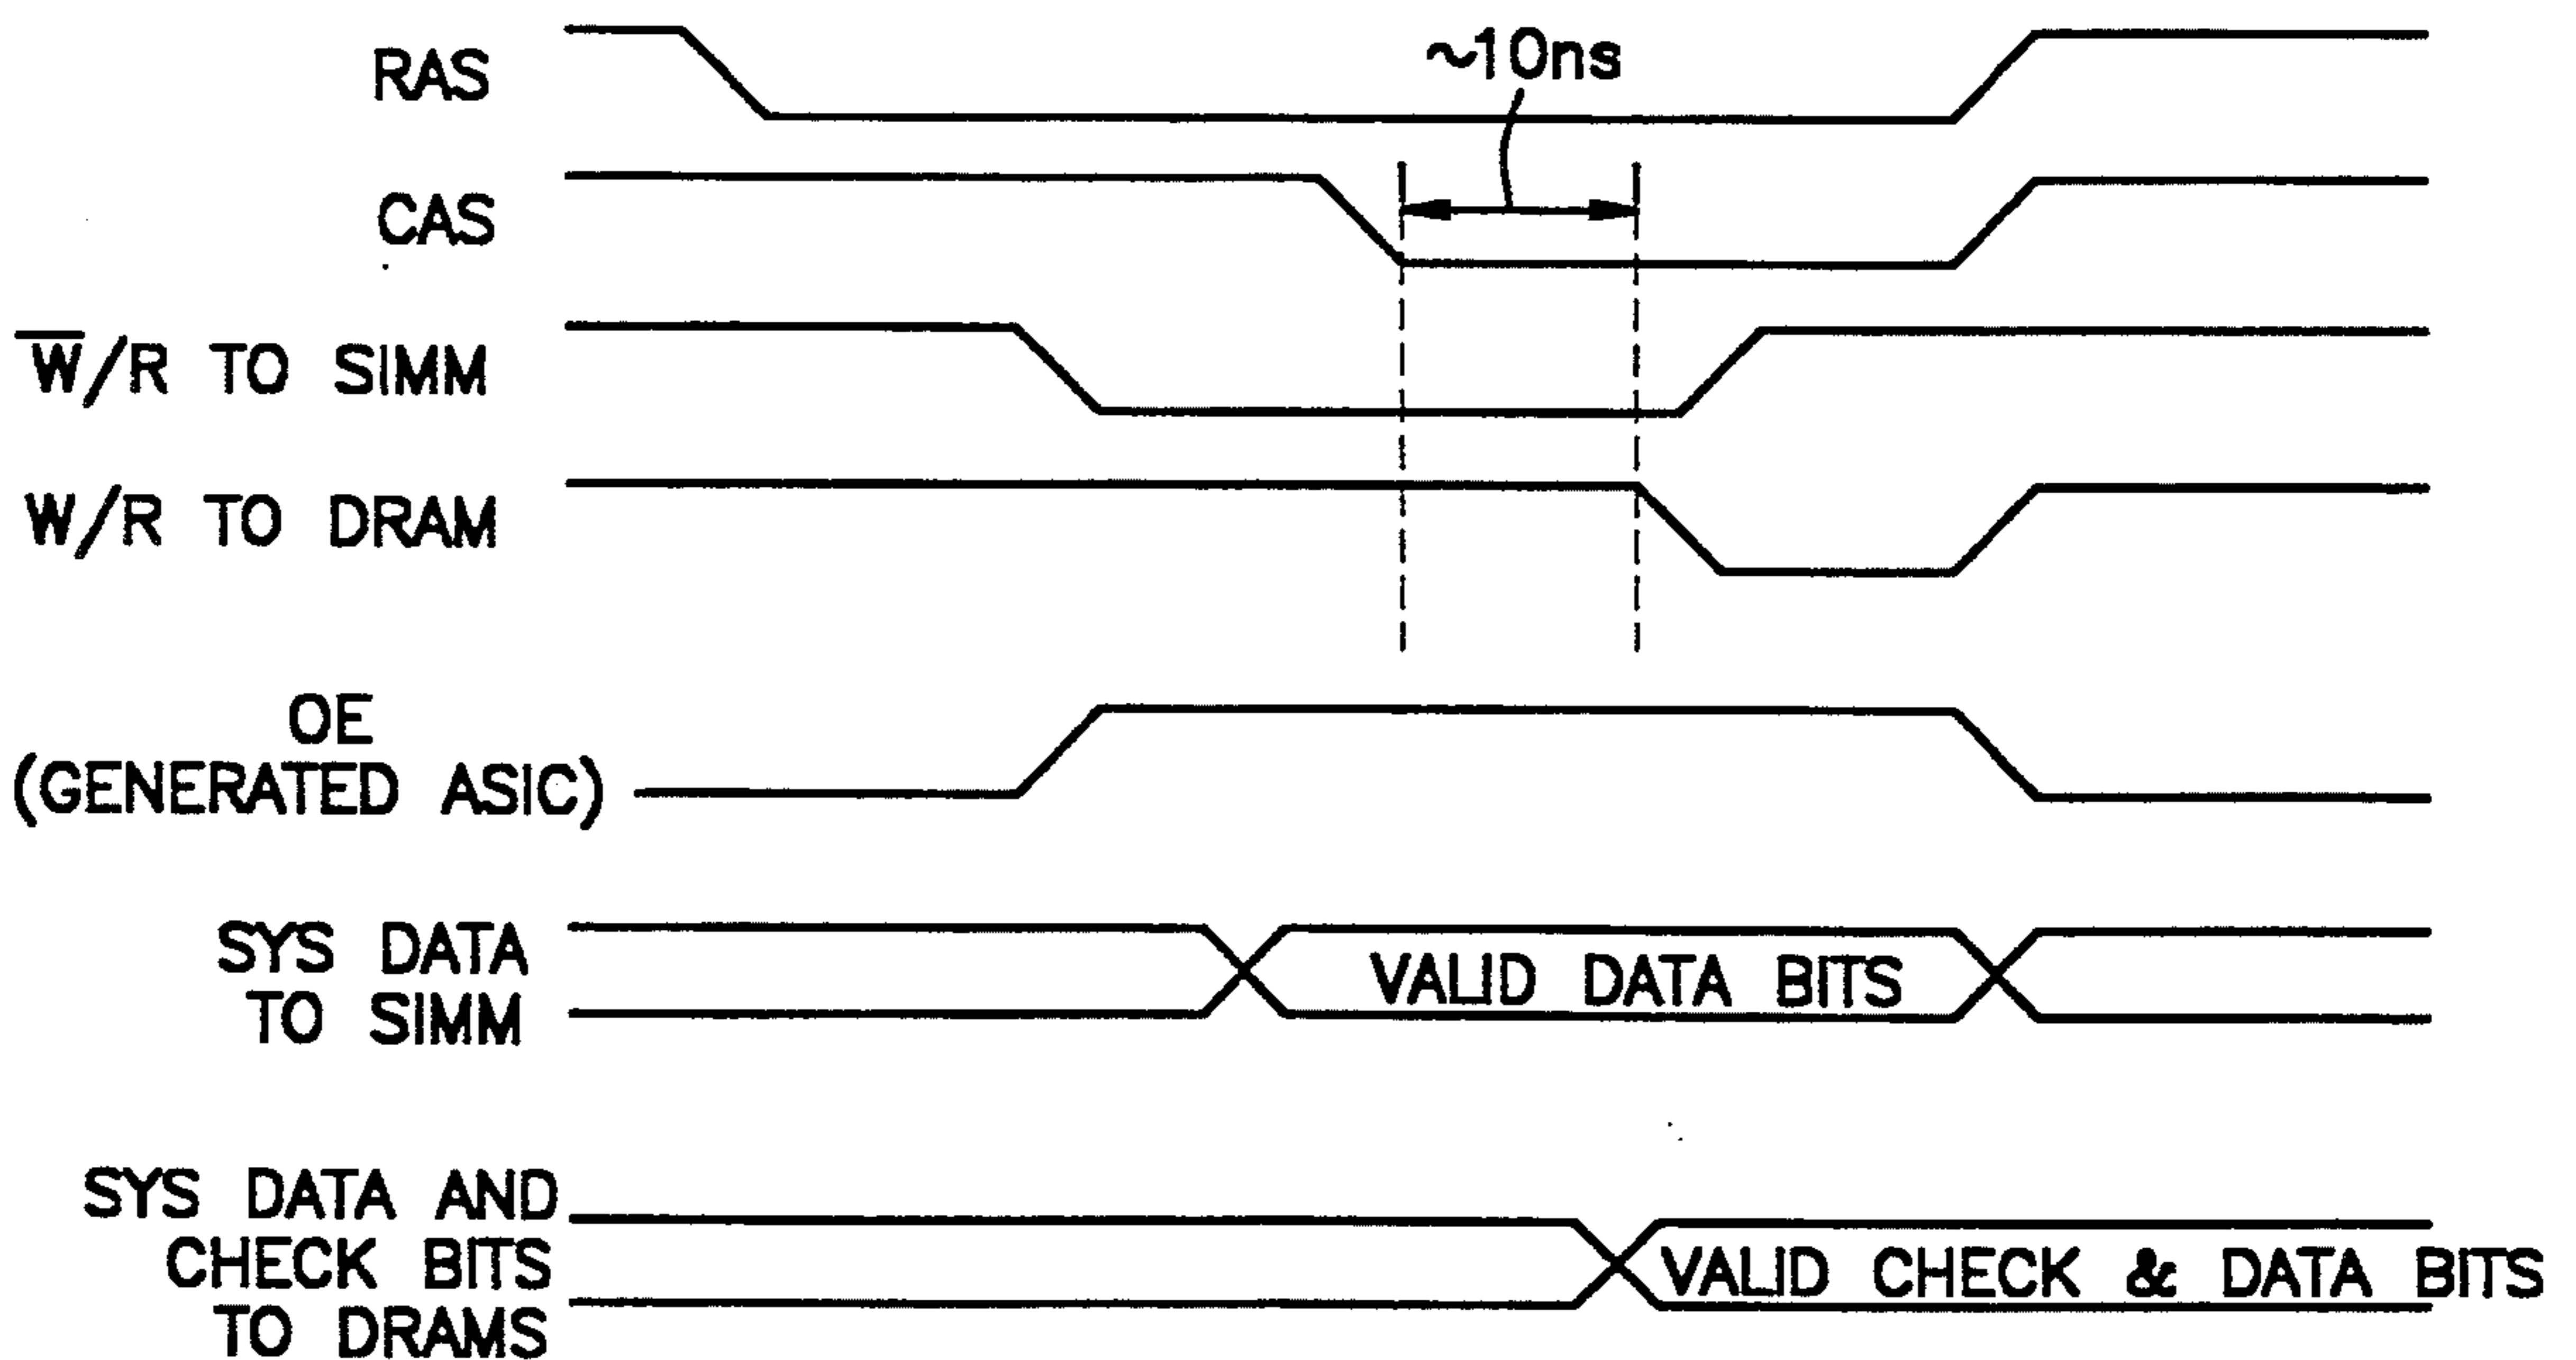 RAS
~10ns
CAS
W̅/R TO SIMM
W/R TO DRAM
OE
(GENERATED ASIC)
SYS DATA
TO SIMM
VALID DATA BITS
SYS DATA AND
CHECK BITS
TO DRAMS
VALID CHECK & DATA BITS